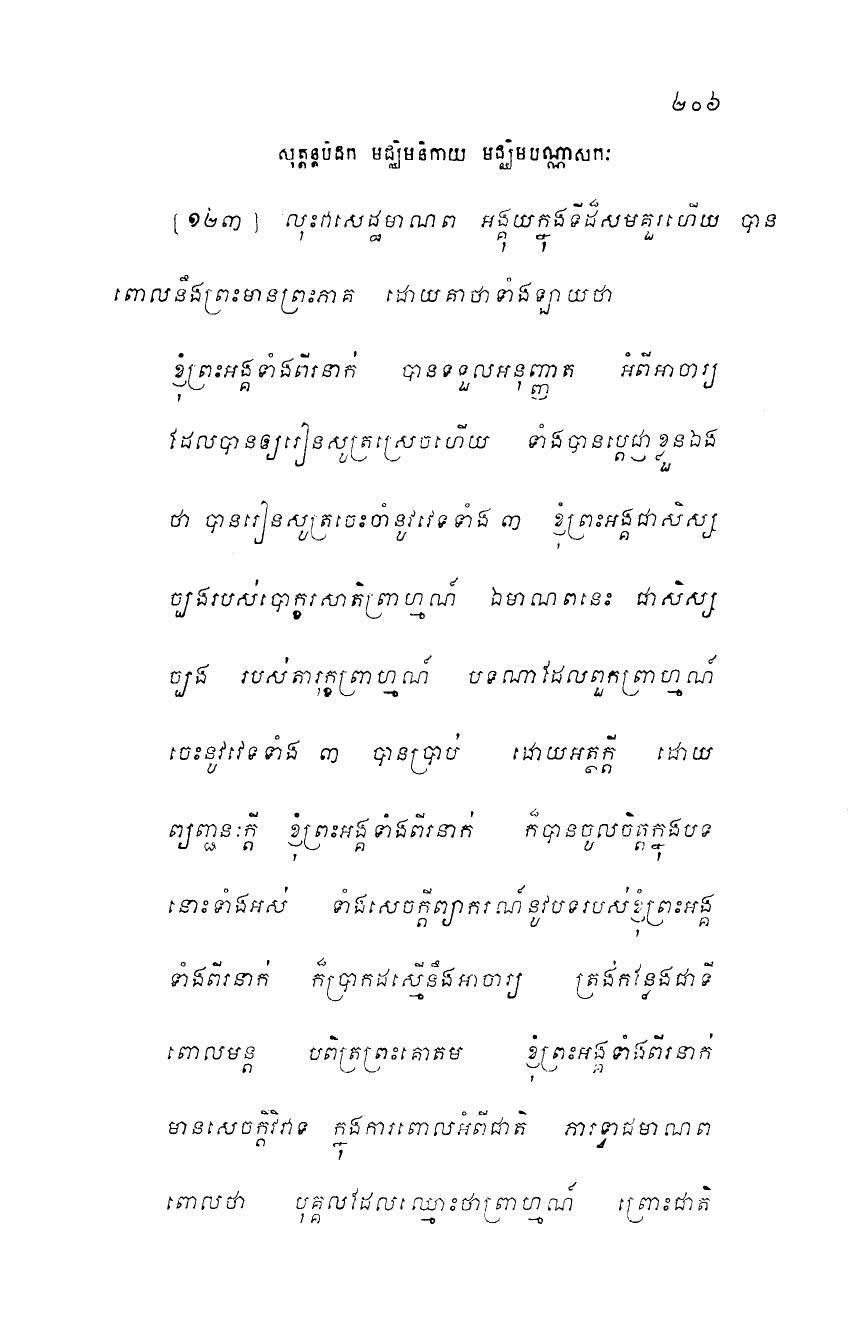 ២០៦
សុត្តន្តបិដក មជ្ឈិមនិកាយ មជ្ឈិមបណ្ណាសកៈ
[១២៣] លុះវាសេដ្ឋមាណព អង្គុយក្នុងទីដ៏សមគួរហើយ បាន
ពោលនឹងព្រះមានព្រះភាគ ដោយគាថាទាំងឡាយថា
ខ្ញុំព្រះអង្គទាំងពីរនាក់ បានទទួលអនុញ្ញាត អំពីអាចារ្យ
ដែលបានឲ្យរៀនសូត្រស្រេចហើយ ទាំងបានប្តេជ្ញាខ្លួនឯង
ថា បានរៀនសូត្រចេះចាំនូវវេទទាំង ៣ ខ្ញុំព្រះអង្គជាសិស្ស
ច្បងរបស់បោក្ខរសាតិព្រាហ្មណ៍ ឯមាណពនេះ ជាសិស្ស
ច្បង របស់តារុក្ខព្រាហ្មណ៍ បទណាដែលពួកព្រាហ្មណ៍
ចេះនូវវេទទាំង ៣ បានប្រាប់ ដោយអត្ថក្តី ដោយ
ព្យញ្ជនៈក្តី ខ្ញុំព្រះអង្គទាំងពីរនាក់ ក៏បានចូលចិត្តក្នុងបទ
នោះទាំងអស់ ទាំងសេចក្តីព្យាករណ៍នូវបទរបស់ខ្ញុំព្រះអង្គ
ទាំងពីរនាក់ ក៏ប្រាកដស្មើនឹងអាចារ្យ ត្រង់កន្លែងជាទី
ពោលមន្ត បពិត្រព្រះគោតម ខ្ញុំព្រះអង្គទាំងពីរនាក់
មានសេចក្តីវិវាទ ក្នុងការពោលអំពីជាតិ ភារទ្វាជមាណព
ពោលថា បុគ្គលដែលឈ្មោះថាព្រាហ្មណ៍ ព្រោះជាតិ